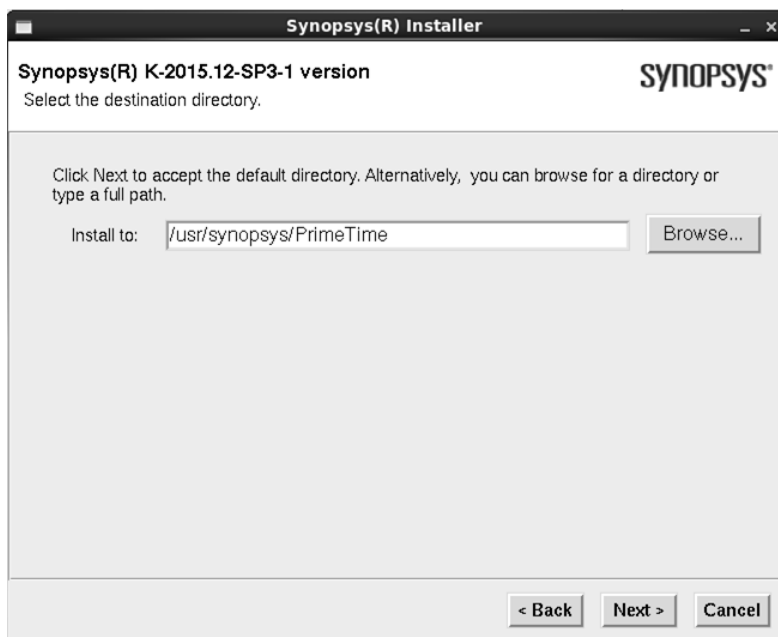 Synopsys(R) Installer
Synopsys(R) K-2015.12-SP3-1 version
SYNOPSYS®
Select the destination directory.
Click Next to accept the default directory. Alternatively, you can browse for a directory or
type a full path.
Install to: /usr/synopsys/PrimeTime Browse...
< Back Next > Cancel